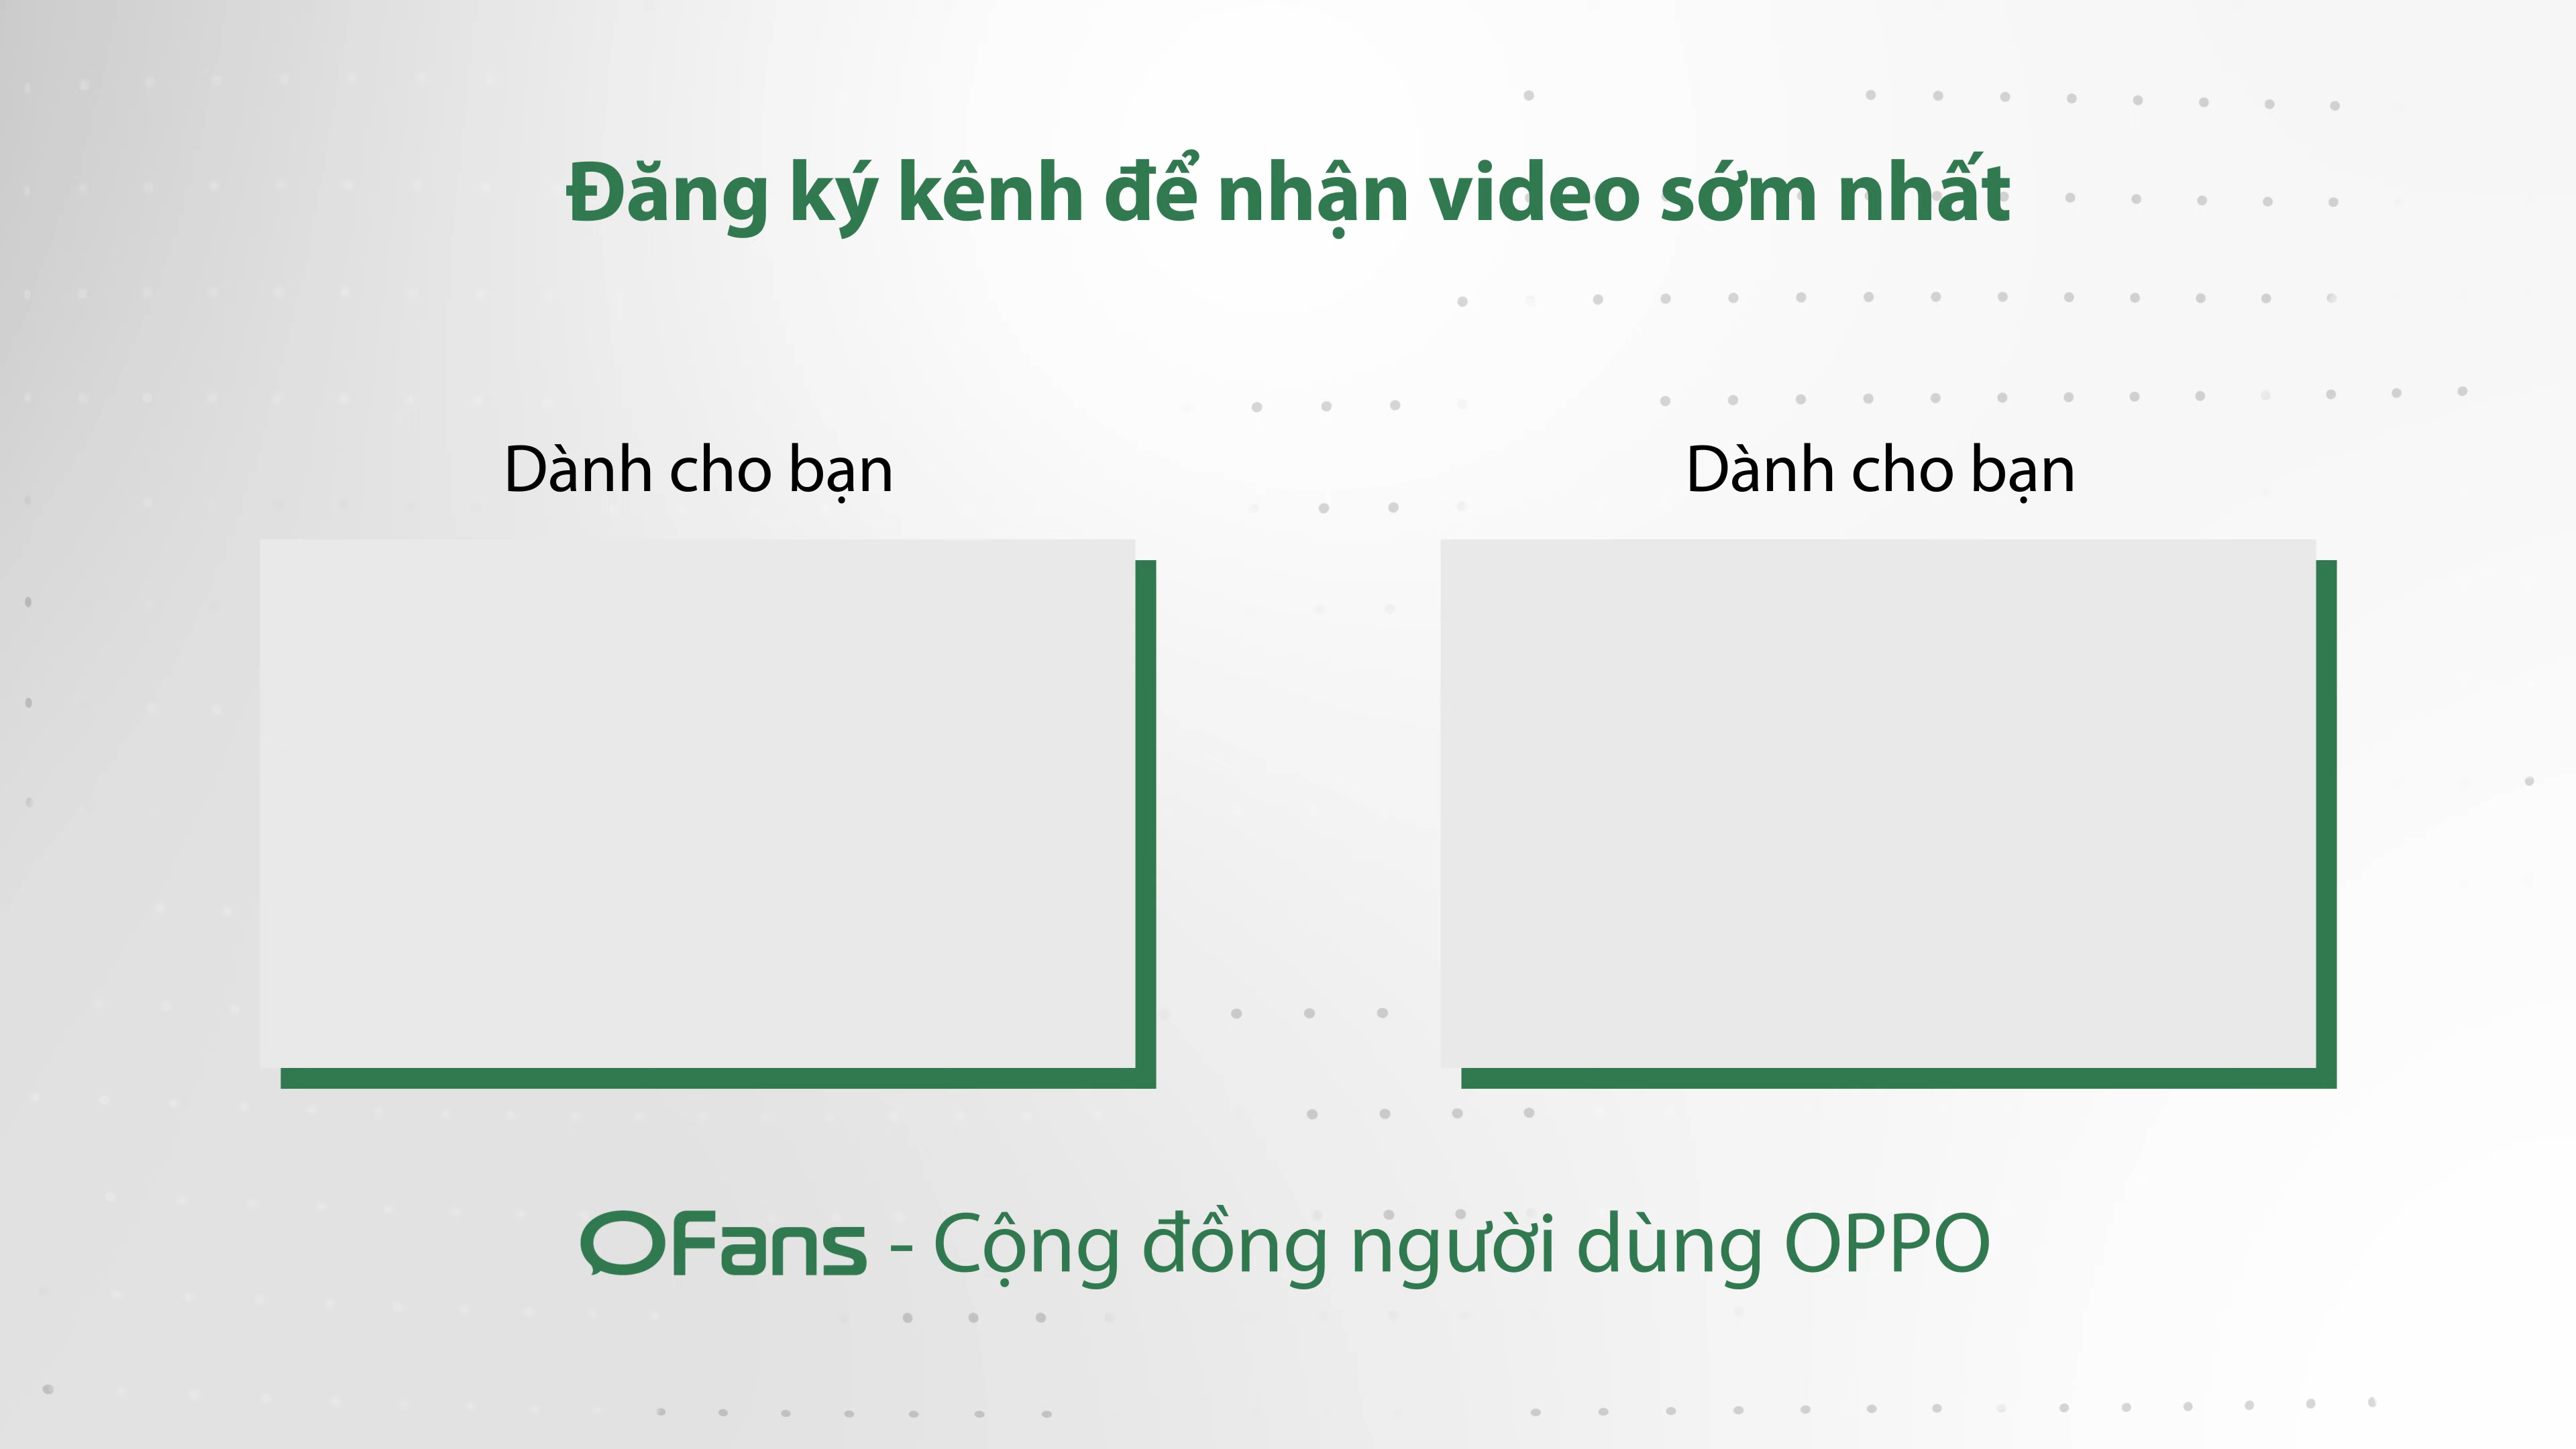 Đăng ký kênh để nhận video sớm nhất
Dành cho bạn
Dành cho bạn
OFans - Cộng đồng người dùng OPPO